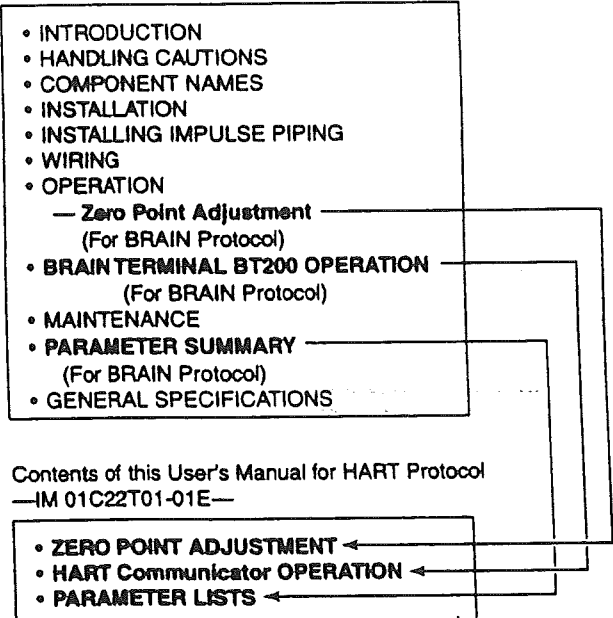 • INTRODUCTION
• HANDLING CAUTIONS
• COMPONENT NAMES
• INSTALLATION
• INSTALLING IMPULSE PIPING
• WIRING
• OPERATION
— Zero Point Adjustment
(For BRAIN Protocol)
• BRAIN TERMINAL BT200 OPERATION
(For BRAIN Protocol)
• MAINTENANCE
• PARAMETER SUMMARY
(For BRAIN Protocol)
• GENERAL SPECIFICATIONS
Contents of this User's Manual for HART Protocol
—IM 01C22T01-01E—
• ZERO POINT ADJUSTMENT
• HART Communicator OPERATION
• PARAMETER LISTS